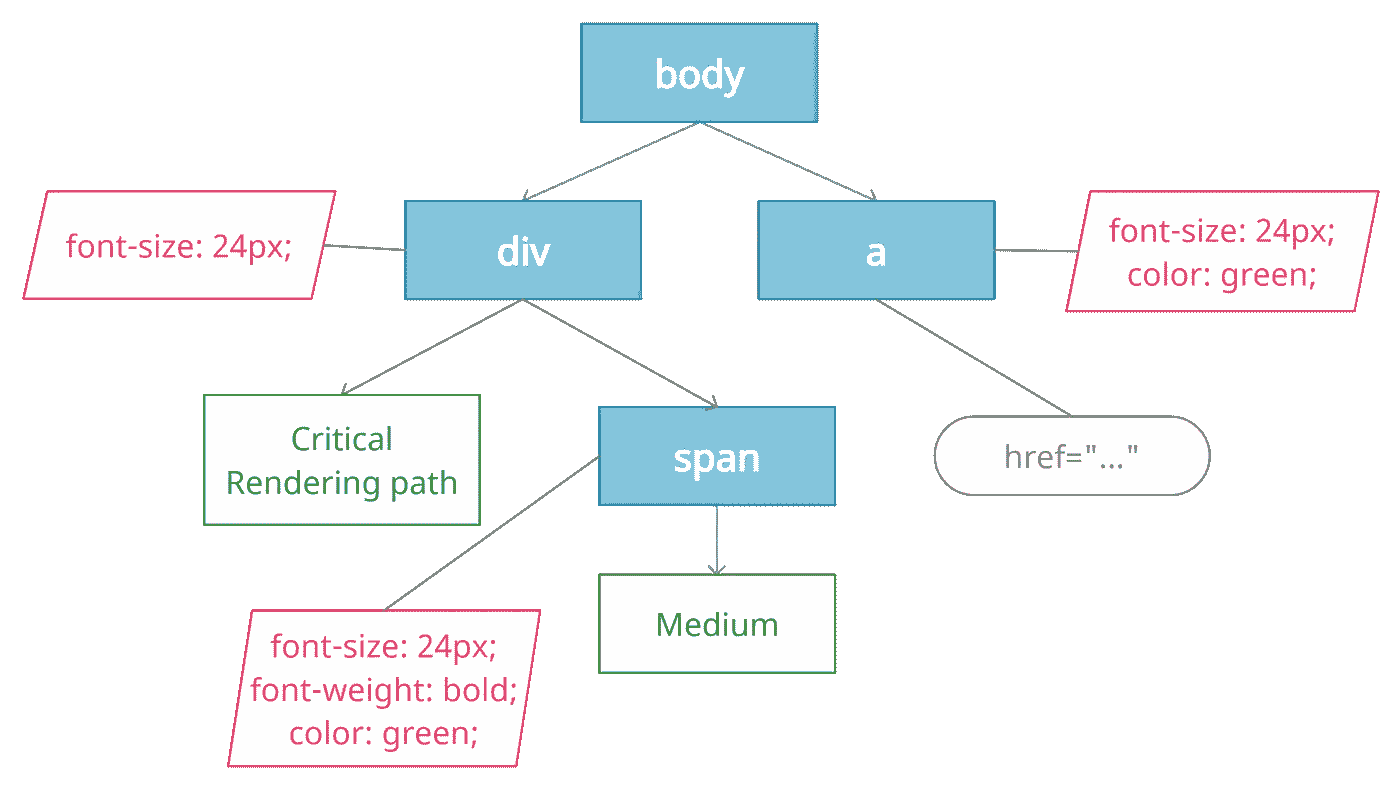 body
font-size: 24px;
div
a
font-size: 24px;
color: green;
Critical
Rendering path
span
href="..."
font-size: 24px;
font-weight: bold;
color: green;
Medium